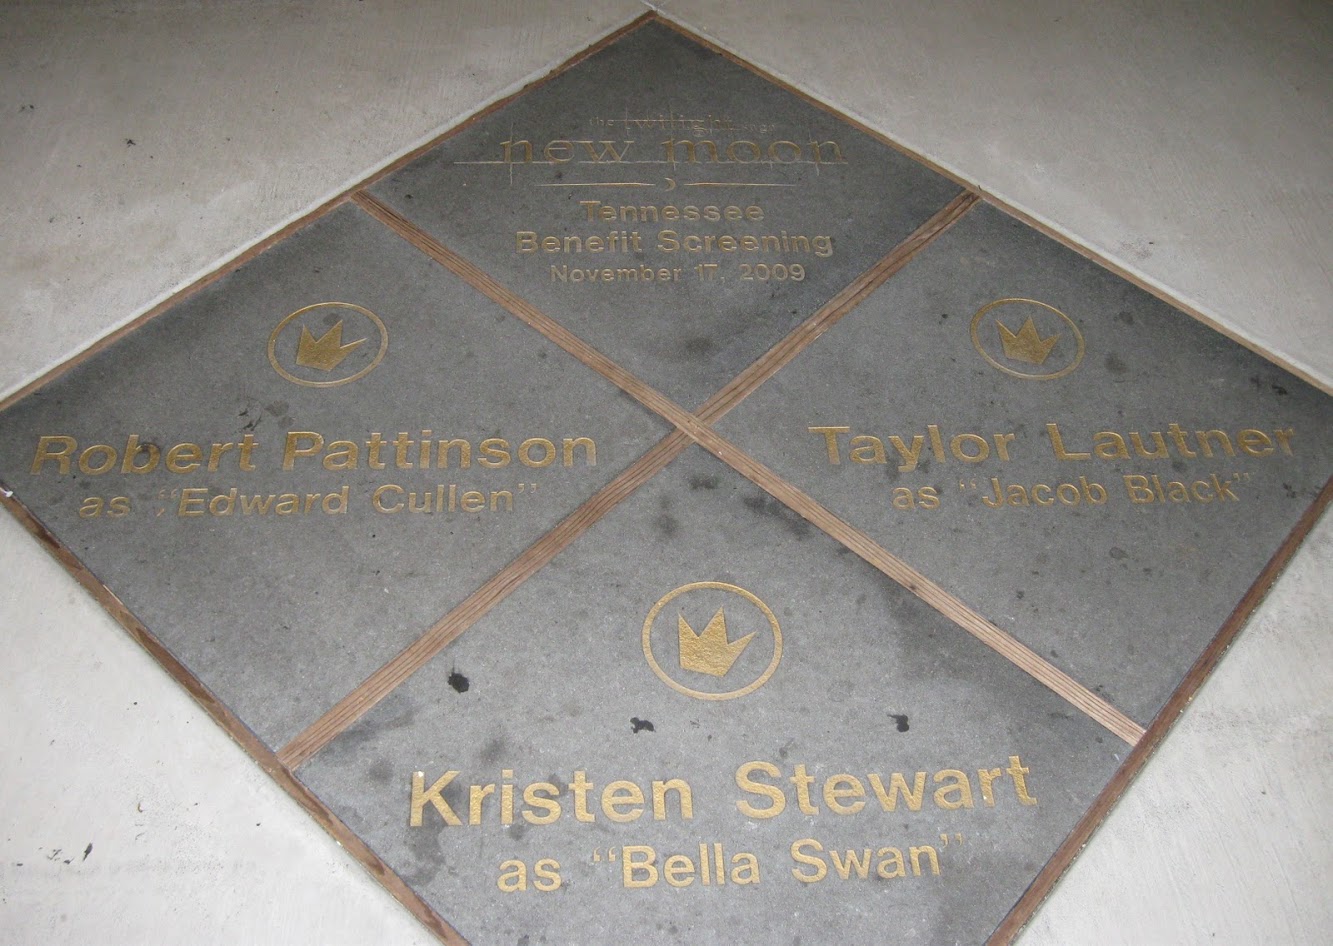 the twilight saga
new moon
Tennessee
Benefit Screening
November 17, 2009
Robert Pattinson
as "Edward Cullen"
Taylor Lautner
as "Jacob Black"
Kristen Stewart
as "Bella Swan"